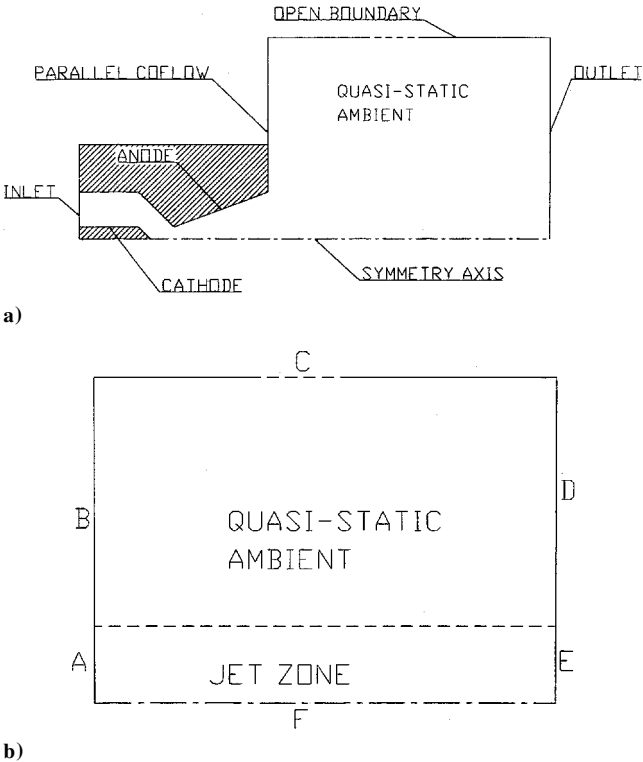 OPEN BOUNDARY
PARALLEL COFLOW
OUTLET
QUASI-STATIC
AMBIENT
ANODE
INLET
CATHODE
SYMMETRY AXIS
a)
C
B
D
QUASI-STATIC
AMBIENT
A
E
JET ZONE
F
b)